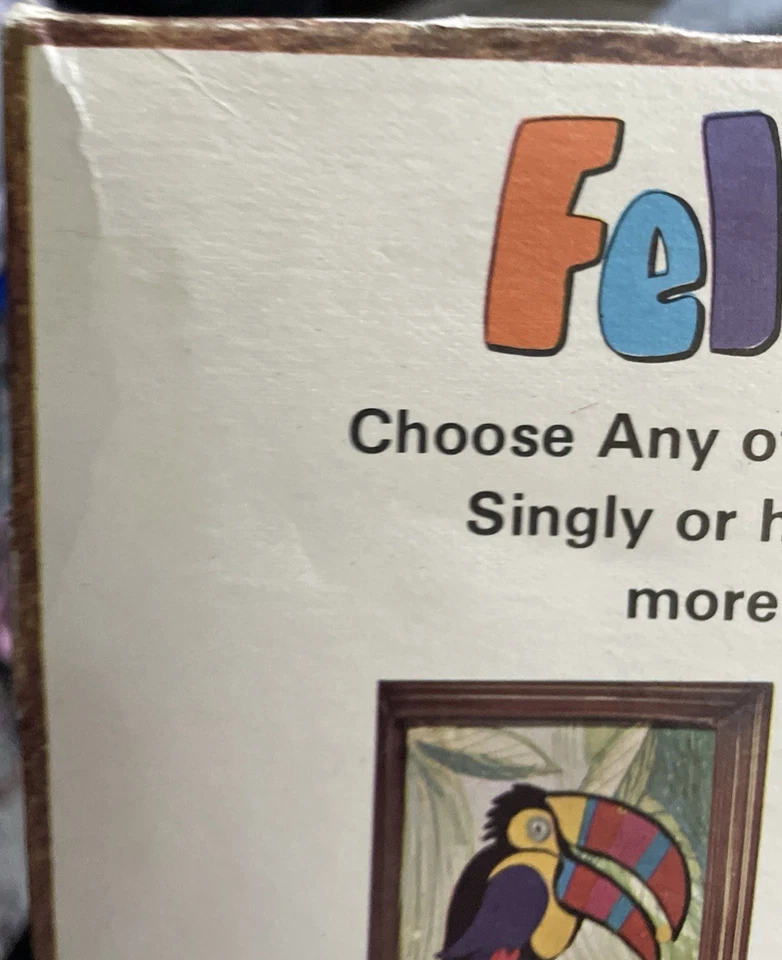 Fel
Choose Any o
Singly or h
more